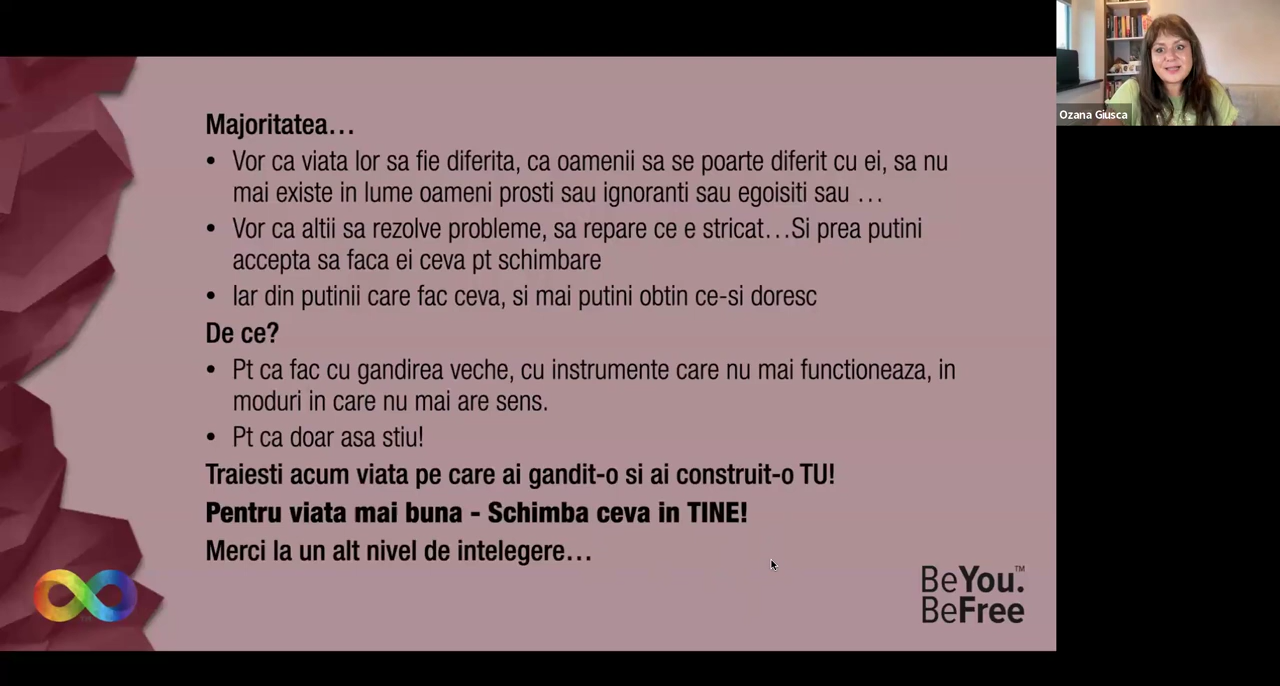 Majoritatea…
• Vor ca viata lor sa fie diferita, ca oamenii sa se poarte diferit cu ei, sa nu
mai existe in lume oameni prosti sau ignoranti sau egoisiti sau …
• Vor ca altii sa rezolve probleme, sa repare ce e stricat…Si prea putini
accepta sa faca ei ceva pt schimbare
• Iar din putinii care fac ceva, si mai putini obtin ce-si doresc
De ce?
• Pt ca fac cu gandirea veche, cu instrumente care nu mai functioneaza, in
moduri in care nu mai are sens.
• Pt ca doar asa stiu!
Traiesti acum viata pe care ai gandit-o si ai construit-o TU!
Pentru viata mai buna - Schimba ceva in TINE!
Merci la un alt nivel de intelegere…
BeYou.™
BeFree
Ozana Giusca